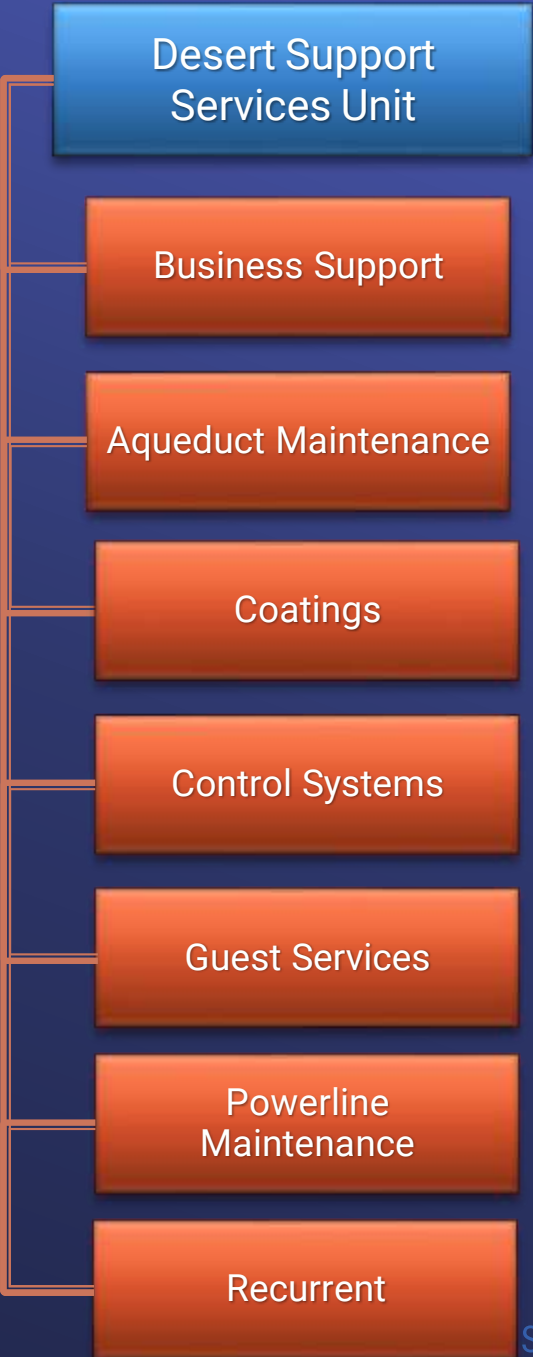 Desert Support
Services Unit
Business Support
Aqueduct Maintenance
Coatings
Control Systems
Guest Services
Powerline
Maintenance
Recurrent